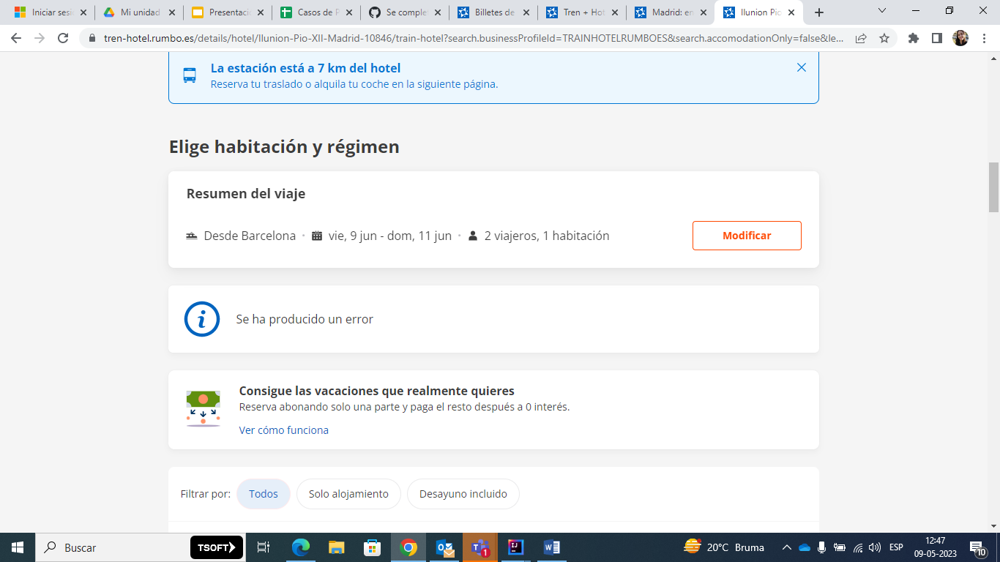 Iniciar sesi
Mi unidad
Presentaci
Casos de P
Se comple
Billetes de
Tren + Hot
Madrid: en
Ilunion Pio
tren-hotel.rumbo.es/details/hotel/Ilunion-Pio-XII-Madrid-10846/train-hotel?search.businessProfileId=TRAINHOTELRUMBOES&search.accomodationOnly=false&le...
La estación está a 7 km del hotel
Reserva tu traslado o alquila tu coche en la siguiente página.
Elige habitación y régimen
Resumen del viaje
Desde Barcelona · vie, 9 jun - dom, 11 jun · 2 viajeros, 1 habitación
Modificar
Se ha producido un error
Consigue las vacaciones que realmente quieres
Reserva abonando solo una parte y paga el resto después a 0 interés.
Ver cómo funciona
Filtrar por: Todos Solo alojamiento Desayuno incluido
Buscar
TSOFT
1
20°C Bruma
ESP
12:47
09-05-2023
10